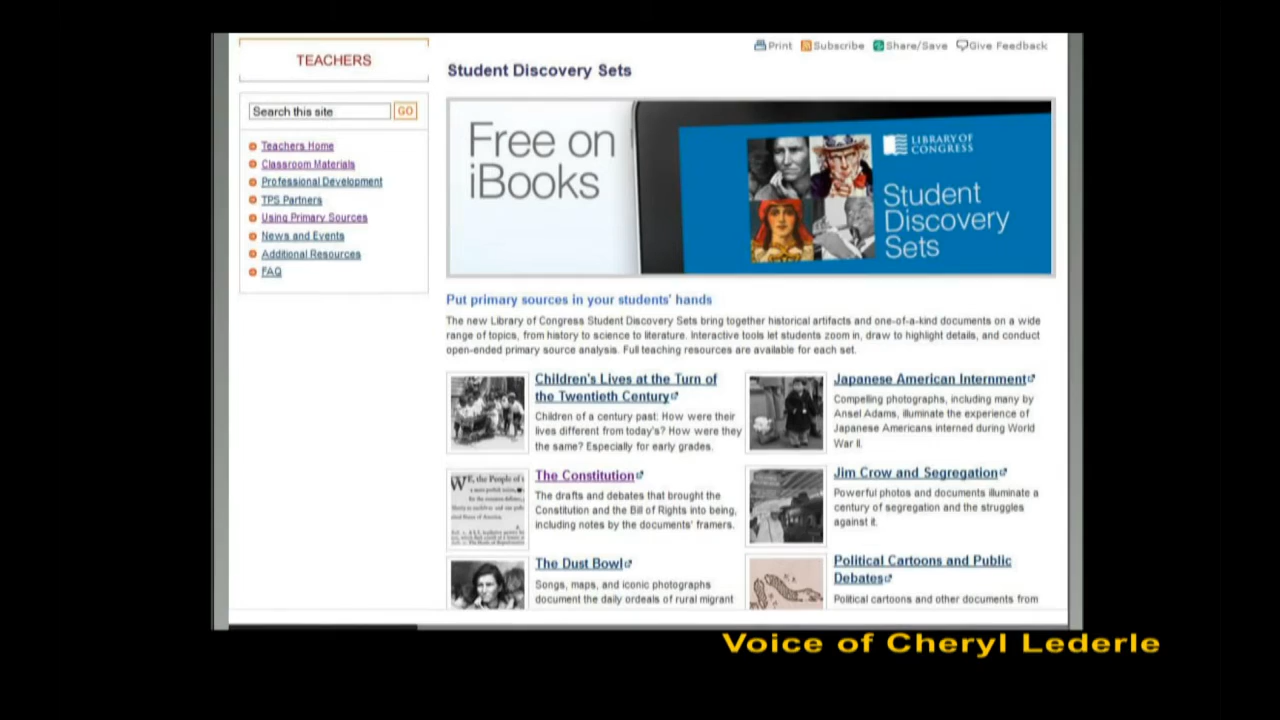 TEACHERS
Search this site GO
Teachers Home
Classroom Materials
Professional Development
TPS Partners
Using Primary Sources
News and Events
Additional Resources
FAQ
Print Subscribe Share/Save Give Feedback
Student Discovery Sets
Free on
iBooks
LIBRARY OF
CONGRESS
Student
Discovery
Sets
Put primary sources in your students' hands
The new Library of Congress Student Discovery Sets bring together historical artifacts and one-of-a-kind documents on a wide
range of topics, from history to science to literature. Interactive tools let students zoom in, draw to highlight details, and conduct
open-ended primary source analysis. Full teaching resources are available for each set.
Children's Lives at the Turn of
the Twentieth Century
Children of a century past: How were their
lives different from today's? How were they
the same? Especially for early grades.
WE, the People of
The Constitution
The drafts and debates that brought the
Constitution and the Bill of Rights into being,
including notes by the documents' framers.
The Dust Bowl
Songs, maps, and iconic photographs
document the daily ordeals of rural migrant
Japanese American Internment
Compelling photographs, including many by
Ansel Adams, illuminate the experience of
Japanese Americans interned during World
War II.
Jim Crow and Segregation
Powerful photos and documents illuminate a
century of segregation and the struggles
against it.
Political Cartoons and Public
Debates
Political cartoons and other documents from
Voice of Cheryl Lederle